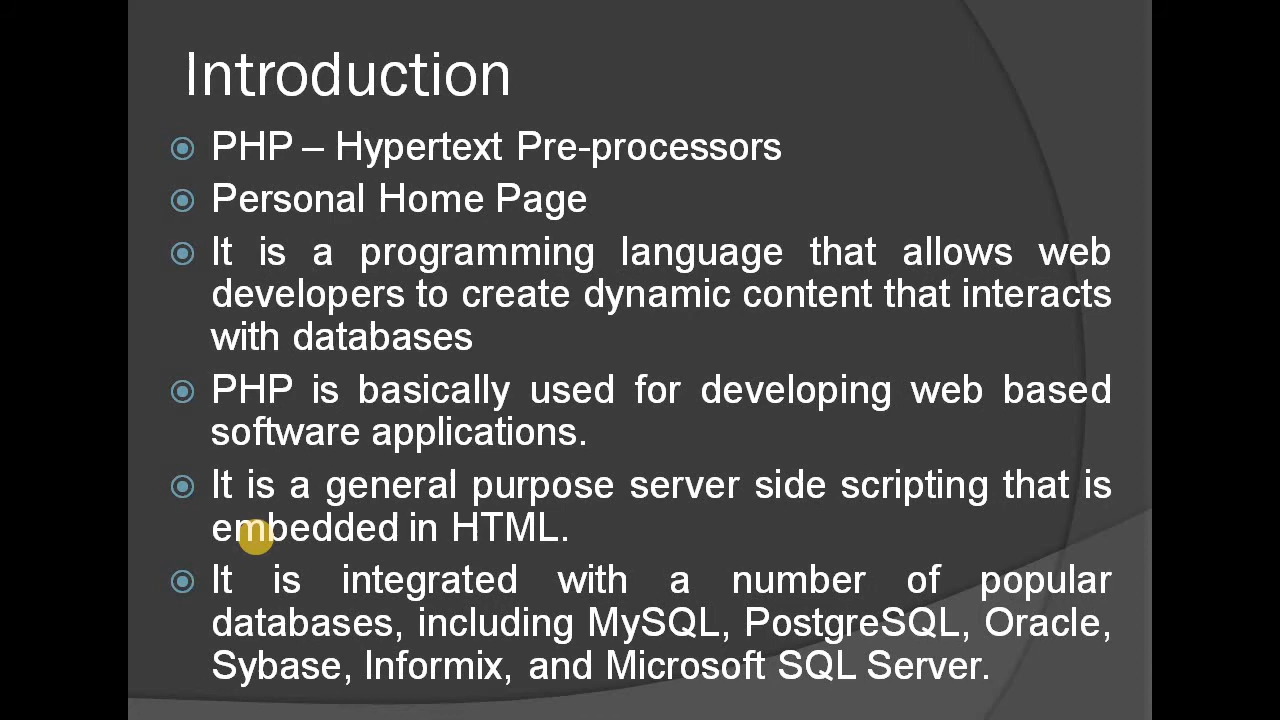 Introduction
PHP – Hypertext Pre-processors
Personal Home Page
It is a programming language that allows web
developers to create dynamic content that interacts
with databases
PHP is basically used for developing web based
software applications.
It is a general purpose server side scripting that is
embedded in HTML.
It is integrated with a number of popular
databases, including MySQL, PostgreSQL, Oracle,
Sybase, Informix, and Microsoft SQL Server.